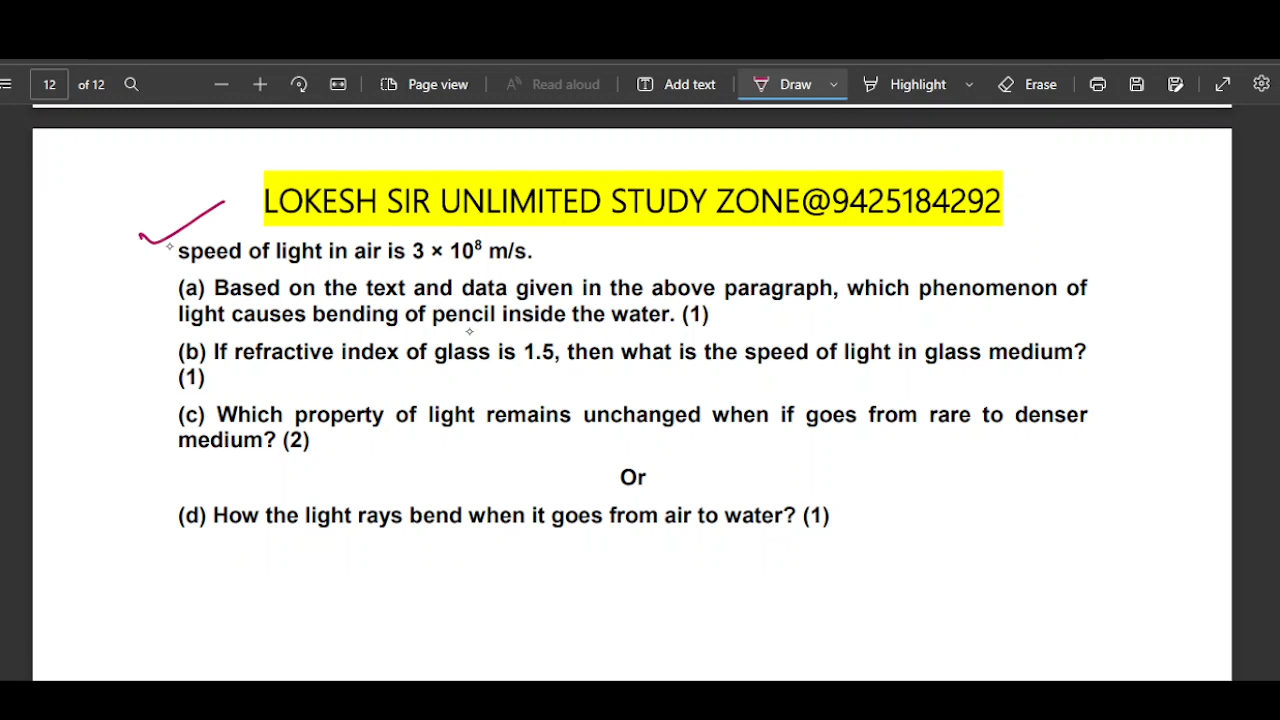 12 of 12 Page view Read aloud Add text Draw Highlight Erase
LOKESH SIR UNLIMITED STUDY ZONE@9425184292
speed of light in air is 3 × 10⁸ m/s.
(a) Based on the text and data given in the above paragraph, which phenomenon of
light causes bending of pencil inside the water. (1)
(b) If refractive index of glass is 1.5, then what is the speed of light in glass medium?
(1)
(c) Which property of light remains unchanged when if goes from rare to denser
medium? (2)
Or
(d) How the light rays bend when it goes from air to water? (1)